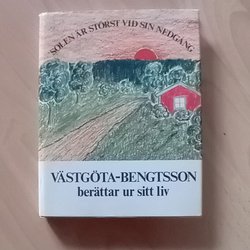 SOLEN ÄR STÖRST VID SIN NEDGÅNG
VÄSTGÖTA-BENGTSSON
berättar ur sitt liv